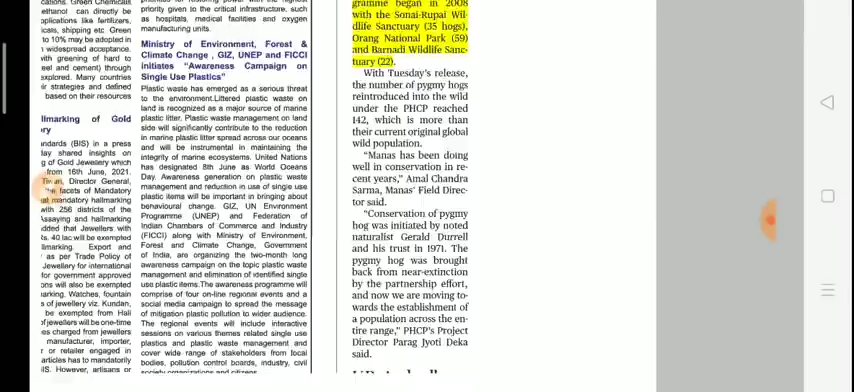 cations. Green Chemicals
ethanol can directly be
pplications like fertilizers,
icals, shipping etc. Green
to 10% may be adopted in
widespread acceptance.
with greening of hard to
eel and cement) through
explored. Many countries
ir strategies and defined
based on their resources
llmarking of Gold
ry
ndards (BIS) in a press
lay shared insights on
g of Gold Jewellery which
from 16th June, 2021.
Director General,
the facets of Mandatory
mandatory hallmarking
with 256 districts of the
Assaying and hallmarking
dded that Jewellers with
Rs. 40 lac will be exempted
llmarking. Export and
as per Trade Policy of
Jewellery for international
for government approved
ons will also be exempted
arking. Watches, fountain
s of jewellery viz. Kundan,
be exempted from Hall
of jewellers will be one-time
es charged from jewellers
manufacturer, importer,
r or retailer engaged in
articles has to mandatorily
IS. However, artisans or
priority given to the critical infrastructure, such
as hospitals, medical facilities and oxygen
manufacturing units.
Ministry of Environment, Forest &
Climate Change , GIZ, UNEP and FICCI
initiates "Awareness Campaign on
Single Use Plastics"
Plastic waste has emerged as a serious threat
to the environment.Littered plastic waste on
land is recognized as a major source of marine
plastic litter. Plastic waste management on land
side will significantly contribute to the reduction
in marine plastic litter spread across our oceans
and will be instrumental in maintaining the
integrity of marine ecosystems. United Nations
has designated 8th June as World Oceans
Day. Awareness generation on plastic waste
management and reduction in use of single use
plastic items will be important in bringing about
behavioural change. GIZ, UN Environment
Programme (UNEP) and Federation of
Indian Chambers of Commerce and Industry
(FICCI) along with Ministry of Environment,
Forest and Climate Change, Government
of India, are organizing the two-month long
awareness campaign on the topic plastic waste
management and elimination of identified single
use plastic items.The awareness programme will
comprise of four on-line regional events and a
social media campaign to spread the message
of mitigation plastic pollution to wider audience.
The regional events will include interactive
sessions on various themes related single use
plastics and plastic waste management and
cover wide range of stakeholders from local
bodies, pollution control boards, industry, civil
society organizations and citizens
gramme began in 2008
with the Sonai-Rupai Wil-
dlife Sanctuary (35 hogs),
Orang National Park (59)
and Barnadi Wildlife Sanc-
tuary (22).
With Tuesday's release,
the number of pygmy hogs
reintroduced into the wild
under the PHCP reached
142, which is more than
their current original global
wild population.
"Manas has been doing
well in conservation in re-
cent years," Amal Chandra
Sarma, Manas' Field Direc-
tor said.
"Conservation of pygmy
hog was initiated by noted
naturalist Gerald Durrell
and his trust in 1971. The
pygmy hog was brought
back from near-extinction
by the partnership effort,
and now we are moving to-
wards the establishment of
a population across the en-
tire range," PHCP's Project
Director Parag Jyoti Deka
said.